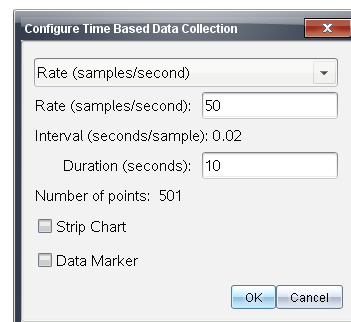 Configure Time Based Data Collection
Rate (samples/second)
Rate (samples/second): 50
Interval (seconds/sample): 0.02
Duration (seconds): 10
Number of points: 501
Strip Chart
Data Marker
OK Cancel